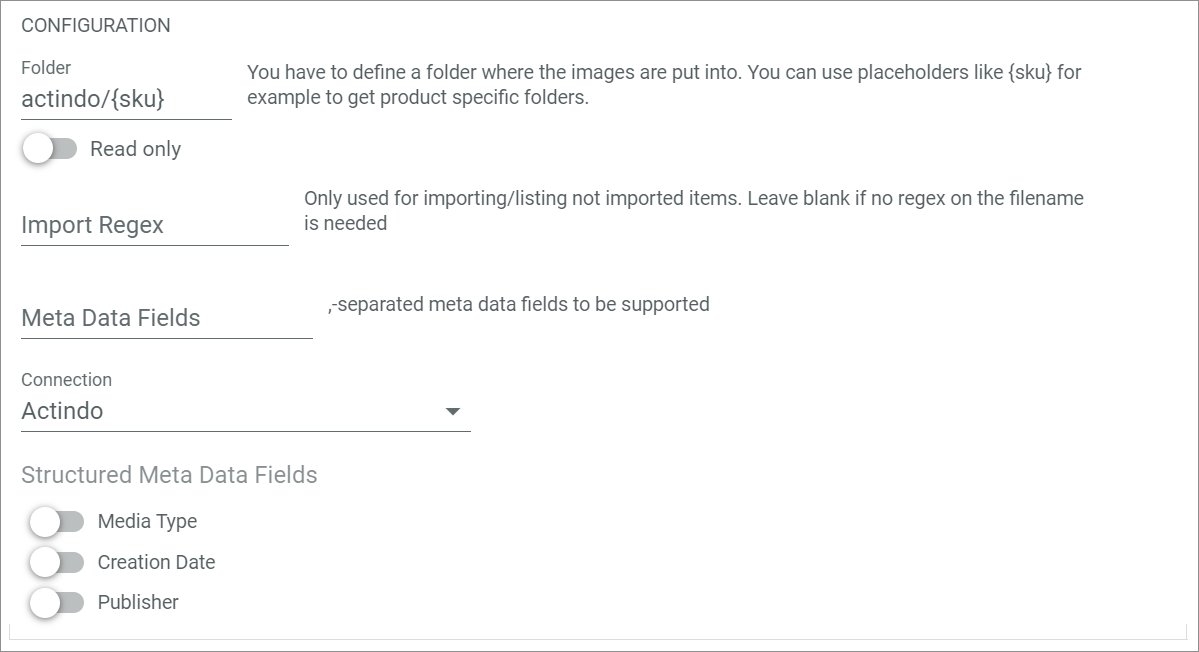 CONFIGURATION
Folder
actindo/{sku}
You have to define a folder where the images are put into. You can use placeholders like {sku} for
example to get product specific folders.
Read only
Import Regex
Only used for importing/listing not imported items. Leave blank if no regex on the filename
is needed
Meta Data Fields
,-separated meta data fields to be supported
Connection
Actindo
Structured Meta Data Fields
Media Type
Creation Date
Publisher